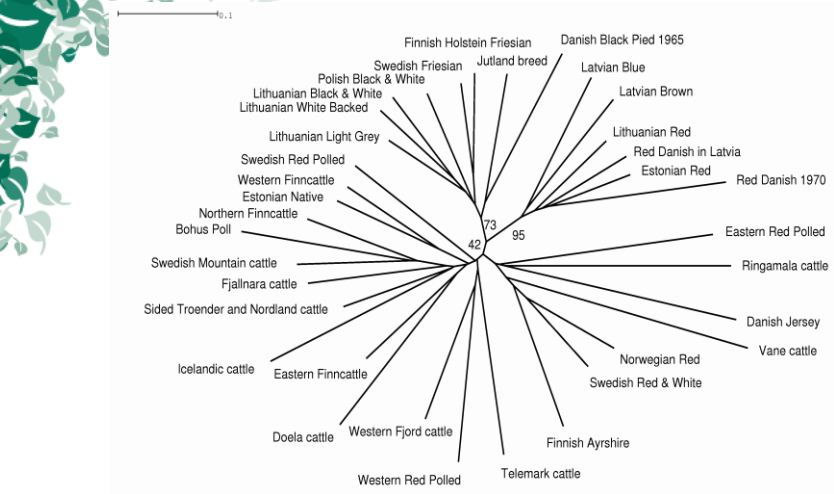 0.1
Finnish Holstein Friesian
Danish Black Pied 1965
Swedish Friesian
Jutland breed
Latvian Blue
Polish Black & White
Lithuanian Black & White
Latvian Brown
Lithuanian White Backed
Lithuanian Light Grey
Lithuanian Red
Swedish Red Polled
Red Danish in Latvia
Western Finncattle
Estonian Red
Red Danish 1970
Estonian Native
Northern Finncattle
Bohus Poll
73
95
42
Eastern Red Polled
Swedish Mountain cattle
Ringamala cattle
Fjallnara cattle
Sided Troender and Nordland cattle
Danish Jersey
Vane cattle
Icelandic cattle
Eastern Finncattle
Norwegian Red
Swedish Red & White
Doela cattle
Western Fjord cattle
Finnish Ayrshire
Western Red Polled
Telemark cattle